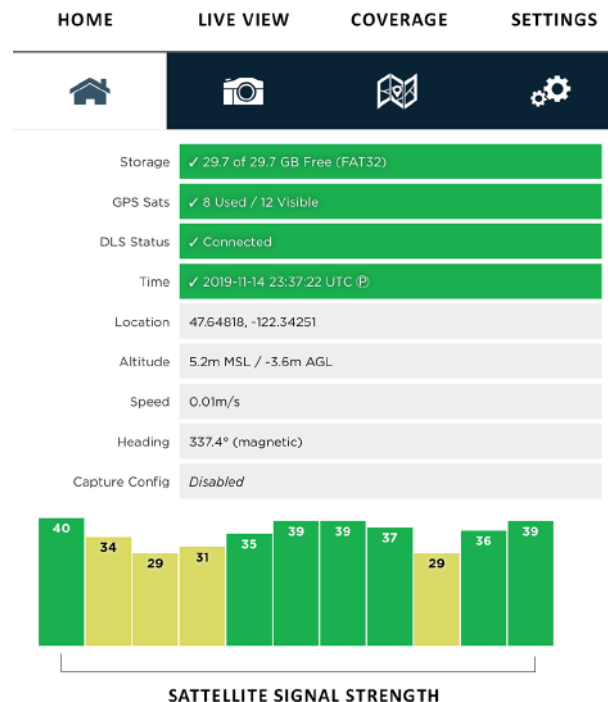 HOME LIVE VIEW COVERAGE SETTINGS
Storage ✓ 29.7 of 29.7 GB Free (FAT32)
GPS Sats ✓ 8 Used / 12 Visible
DLS Status ✓ Connected
Time ✓ 2019-11-14 23:37:22 UTC Ⓟ
Location 47.64818, -122.34251
Altitude 5.2m MSL / -3.6m AGL
Speed 0.01m/s
Heading 337.4° (magnetic)
Capture Config Disabled
40 34 29 31 35 39 39 37 29 36 39
SATTELLITE SIGNAL STRENGTH